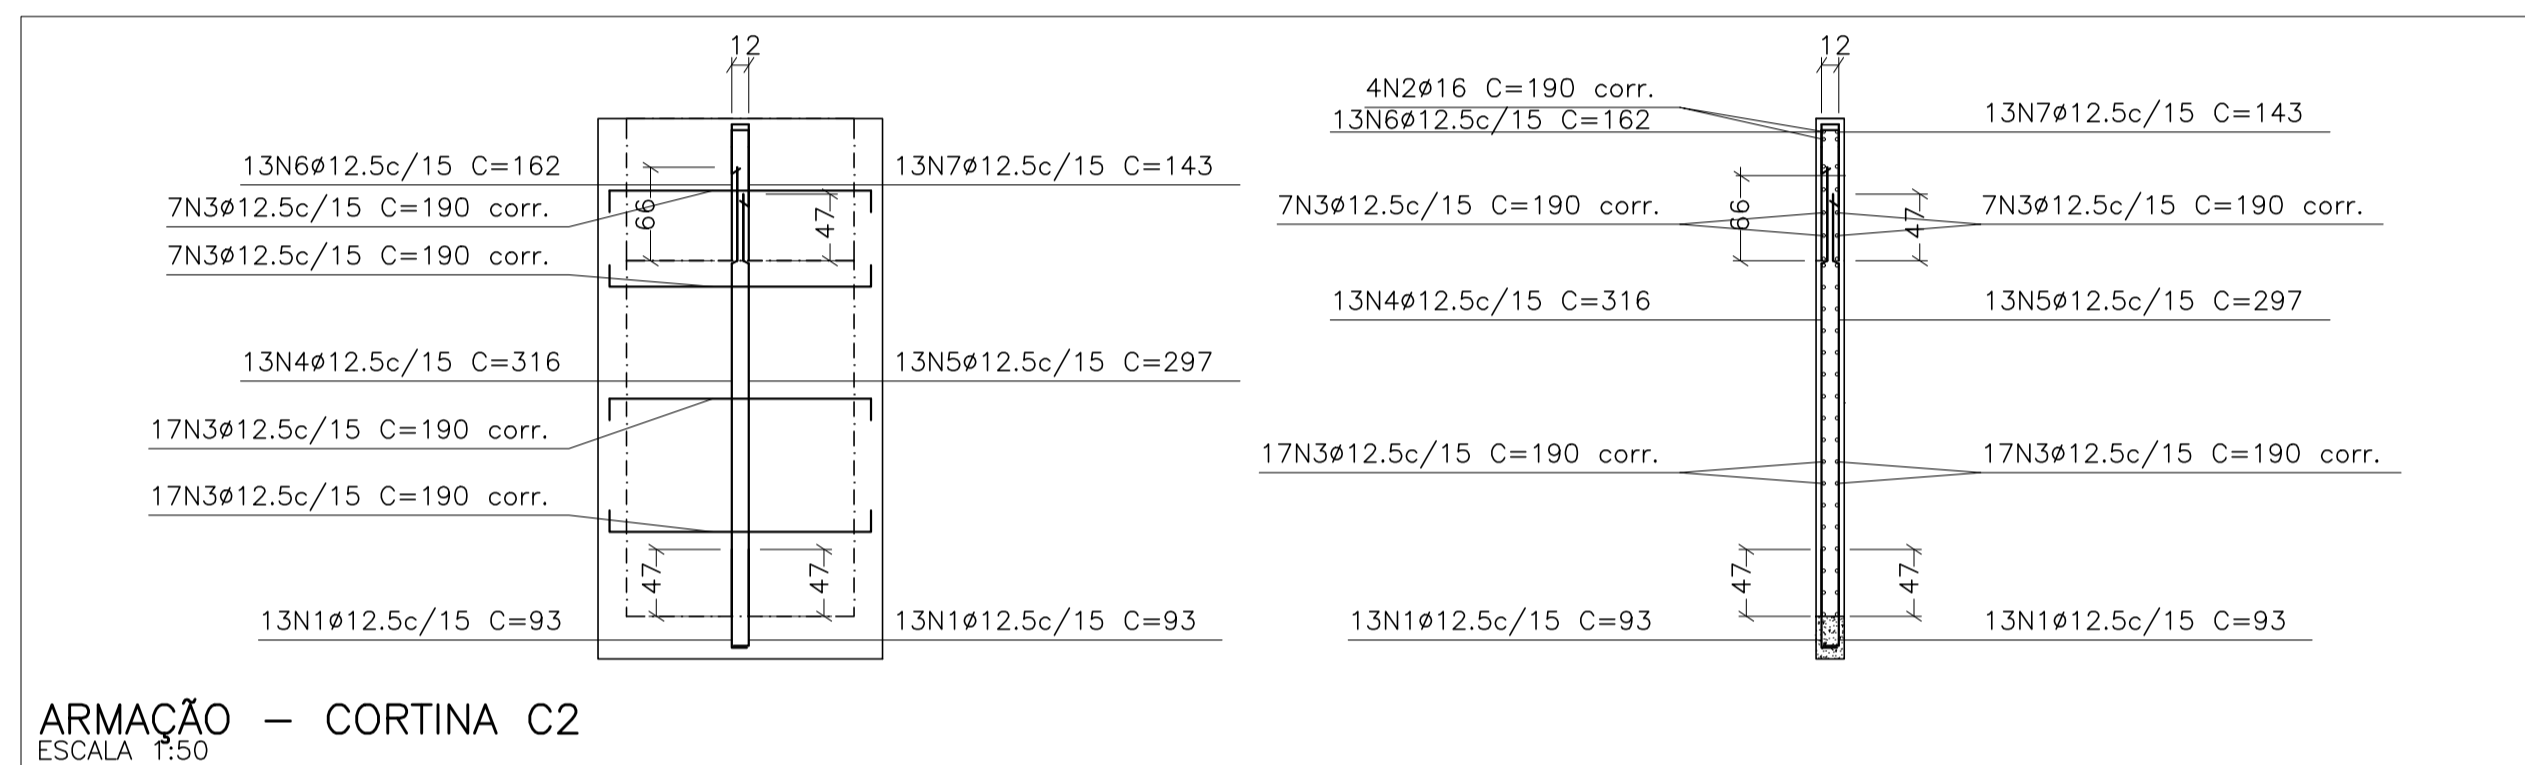 12
13N6ø12.5c/15 C=162
13N7ø12.5c/15 C=143
7N3ø12.5c/15 C=190 corr.
66
47
7N3ø12.5c/15 C=190 corr.
13N4ø12.5c/15 C=316
13N5ø12.5c/15 C=297
17N3ø12.5c/15 C=190 corr.
17N3ø12.5c/15 C=190 corr.
47
47
13N1ø12.5c/15 C=93
13N1ø12.5c/15 C=93
12
4N2ø16 C=190 corr.
13N6ø12.5c/15 C=162
13N7ø12.5c/15 C=143
7N3ø12.5c/15 C=190 corr.
66
47
7N3ø12.5c/15 C=190 corr.
13N4ø12.5c/15 C=316
13N5ø12.5c/15 C=297
17N3ø12.5c/15 C=190 corr.
17N3ø12.5c/15 C=190 corr.
47
47
13N1ø12.5c/15 C=93
13N1ø12.5c/15 C=93
ARMAÇÃO – CORTINA C2
ESCALA 1:50